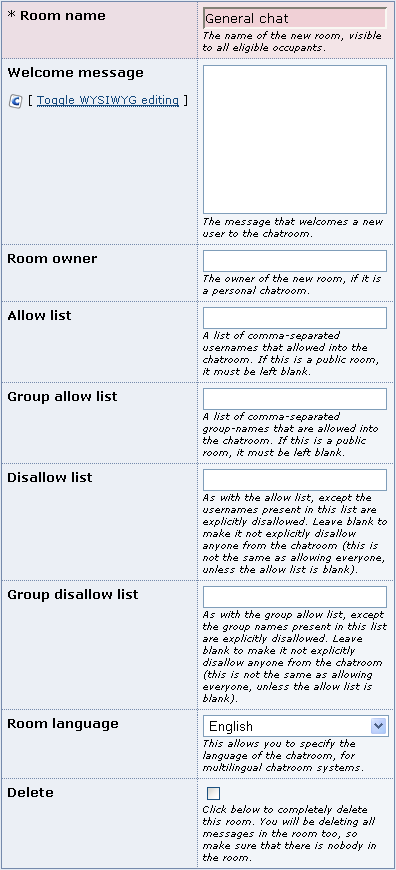 * Room name
General chat
The name of the new room, visible
to all eligible occupants.
Welcome message
[ Toggle WYSIWYG editing ]
The message that welcomes a new
user to the chatroom.
Room owner
The owner of the new room, if it is
a personal chatroom.
Allow list
A list of comma-separated
usernames that allowed into the
chatroom. If this is a public room,
it must be left blank.
Group allow list
A list of comma-separated
group-names that are allowed into
the chatroom. If this is a public
room, it must be left blank.
Disallow list
As with the allow list, except the
usernames present in this list are
explicitly disallowed. Leave blank to
make it not explicitly disallow
anyone from the chatroom (this is
not the same as allowing everyone,
unless the allow list is blank).
Group disallow list
As with the group allow list, except
the group names present in this list
are explicitly disallowed. Leave
blank to make it not explicitly
disallow anyone from the chatroom
(this is not the same as allowing
everyone, unless the allow list is
blank).
Room language
English
This allows you to specify the
language of the chatroom, for
multilingual chatroom systems.
Delete
Click below to completely delete
this room. You will be deleting all
messages in the room too, so
make sure that there is nobody in
the room.